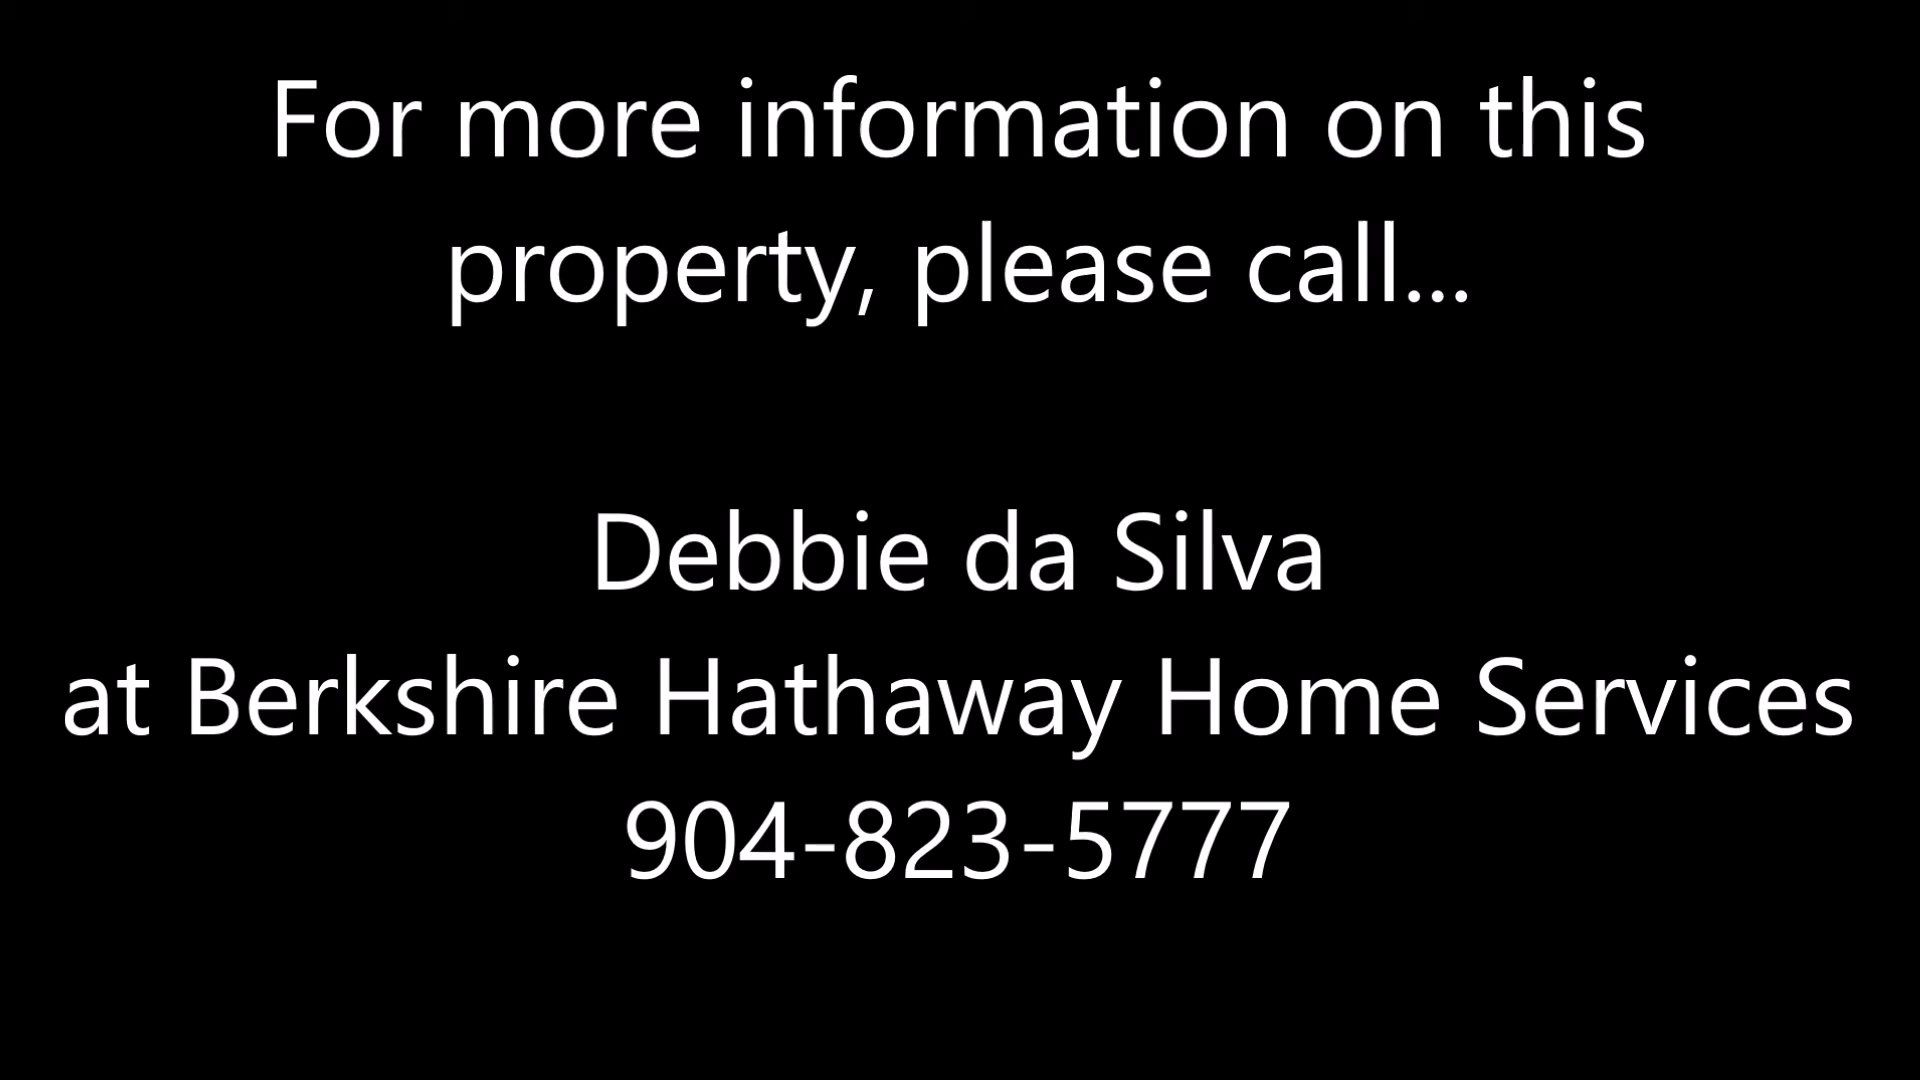 For more information on this
property, please call...
Debbie da Silva
at Berkshire Hathaway Home Services
904-823-5777